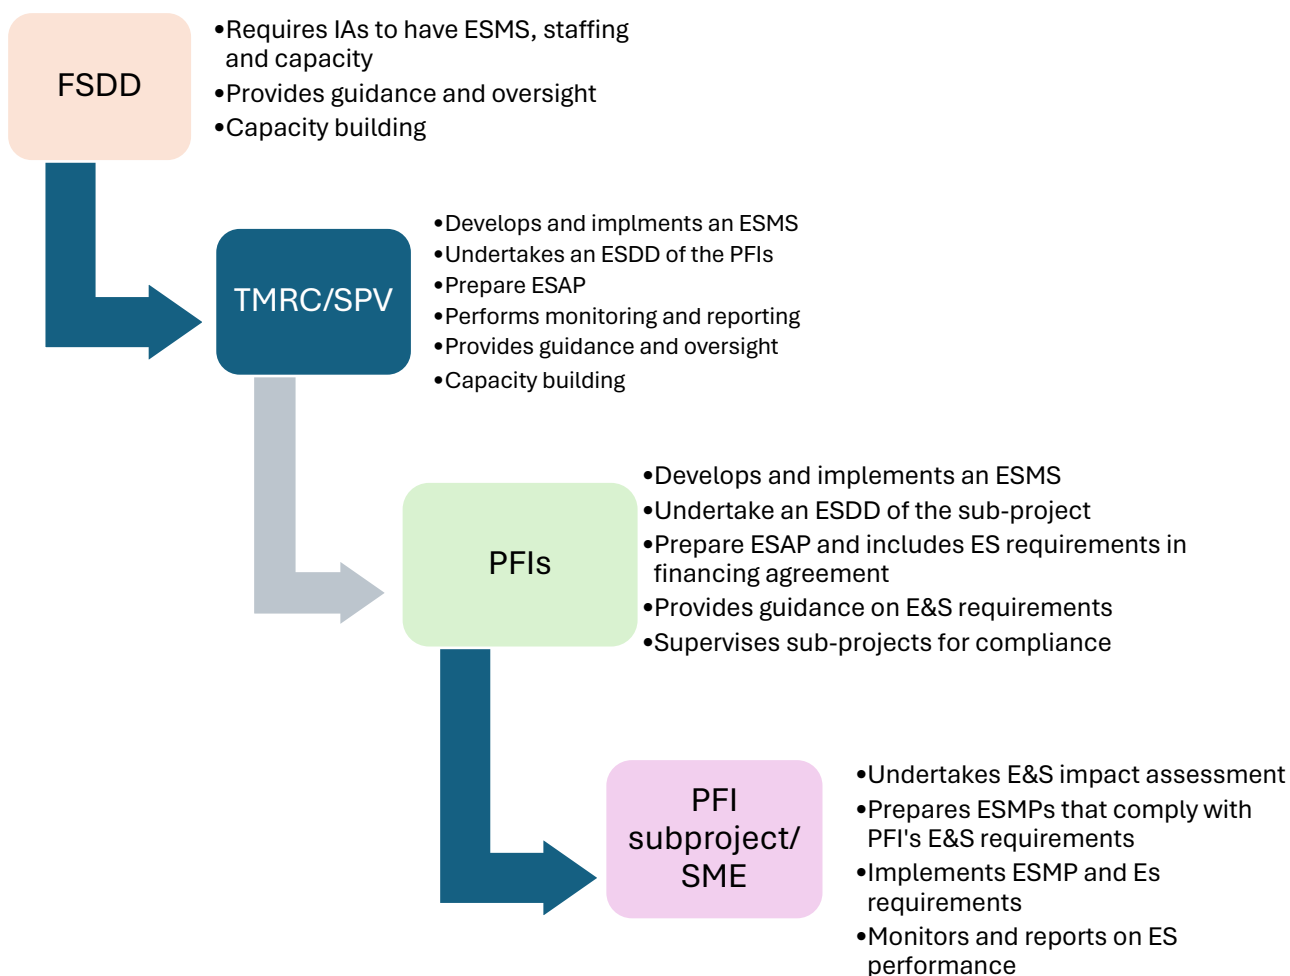 FSDD
•Requires IAs to have ESMS, staffing
and capacity
•Provides guidance and oversight
•Capacity building
TMRC/SPV
•Develops and implments an ESMS
•Undertakes an ESDD of the PFIs
•Prepare ESAP
•Performs monitoring and reporting
•Provides guidance and oversight
•Capacity building
PFIs
•Develops and implements an ESMS
•Undertake an ESDD of the sub-project
•Prepare ESAP and includes ES requirements in
financing agreement
•Provides guidance on E&S requirements
•Supervises sub-projects for compliance
PFI
subproject/
SME
•Undertakes E&S impact assessment
•Prepares ESMPs that comply with
PFI's E&S requirements
•Implements ESMP and Es
requirements
•Monitors and reports on ES
performance